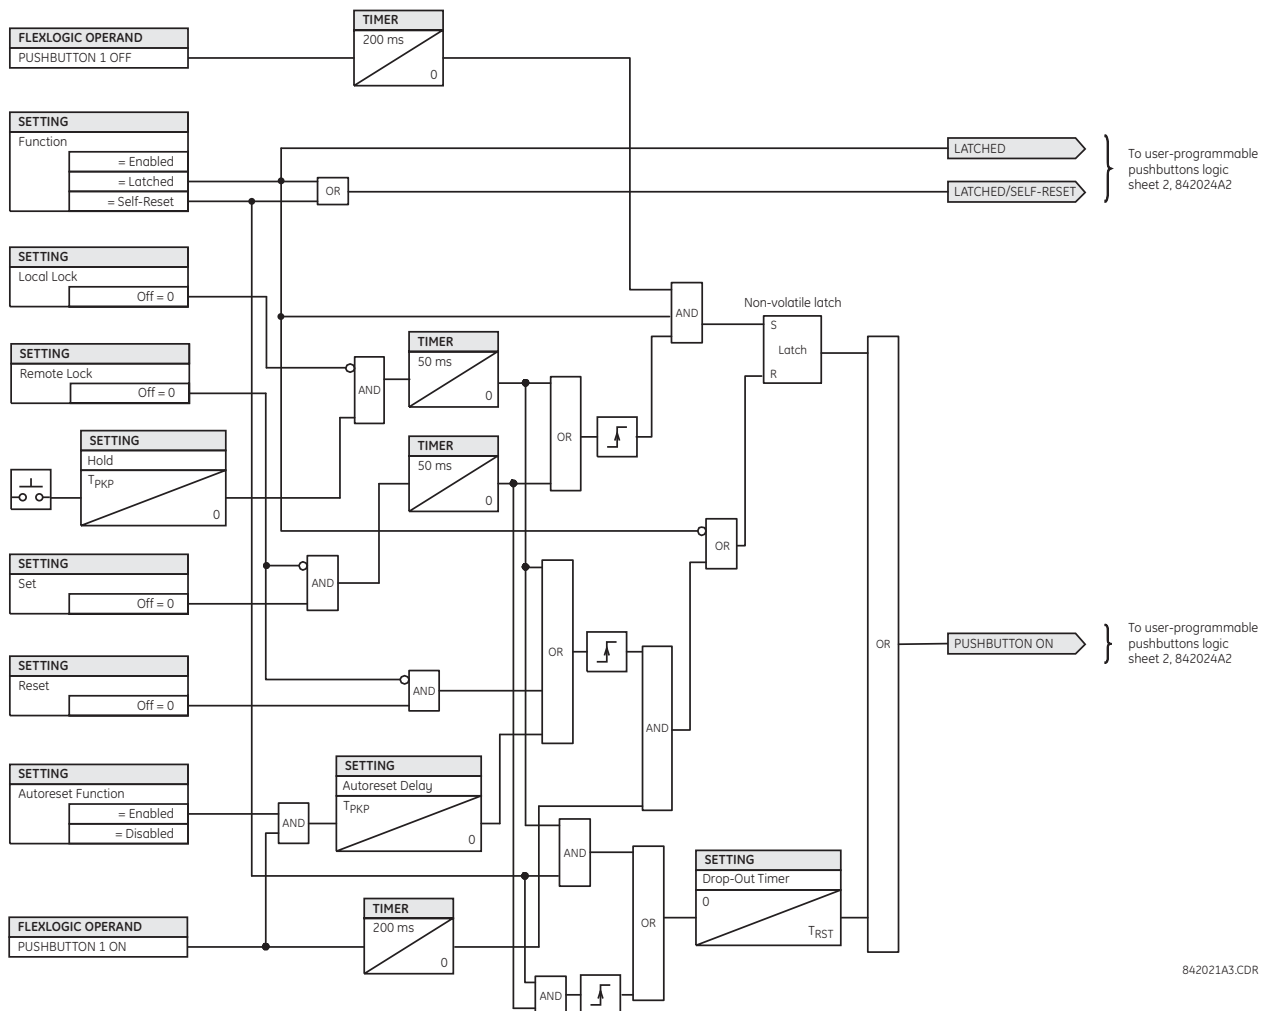 TIMER
200 ms
0
FLEXLOGIC OPERAND
PUSHBUTTON 1 OFF
SETTING
Function
= Enabled
= Latched
= Self-Reset
OR
LATCHED
LATCHED/SELF-RESET
To user-programmable
pushbuttons logic
sheet 2, 842024A2
SETTING
Local Lock
Off = 0
SETTING
Remote Lock
Off = 0
AND
TIMER
50 ms
0
AND
Non-volatile latch
S
Latch
R
SETTING
Hold
TPKP
0
TIMER
50 ms
0
OR
OR
SETTING
Set
Off = 0
AND
SETTING
Reset
Off = 0
AND
OR
AND
OR
PUSHBUTTON ON
To user-programmable
pushbuttons logic
sheet 2, 842024A2
SETTING
Autoreset Function
= Enabled
= Disabled
AND
SETTING
Autoreset Delay
TPKP
0
AND
OR
SETTING
Drop-Out Timer
0
TRST
FLEXLOGIC OPERAND
PUSHBUTTON 1 ON
TIMER
200 ms
0
AND
842021A3.CDR